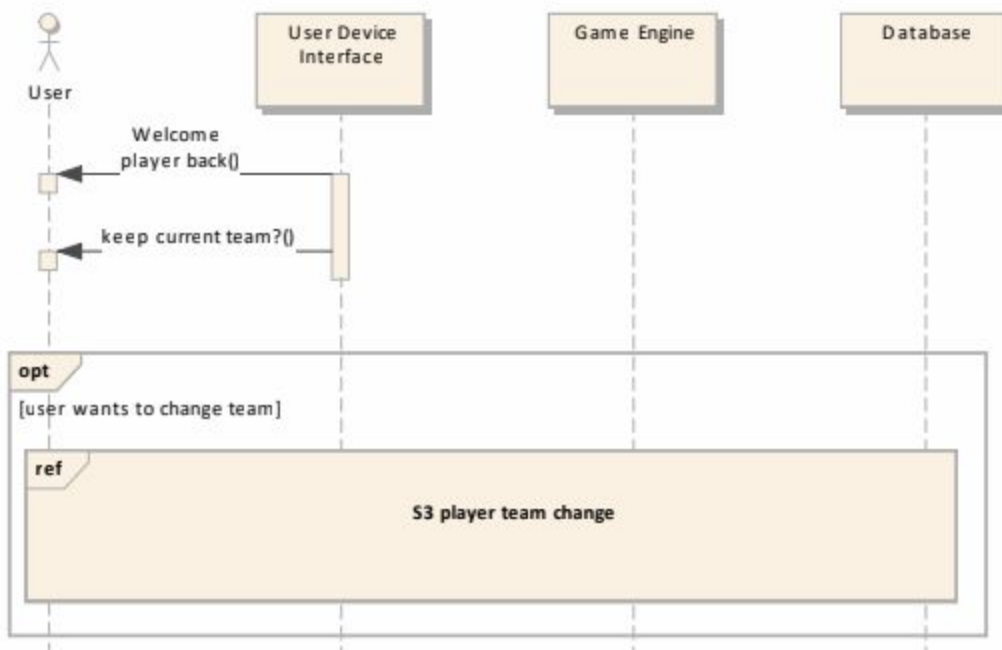 User Device
Interface
Game Engine
Database
User
Welcome
player back()
keep current team?()
opt
[user wants to change team]
ref
S3 player team change